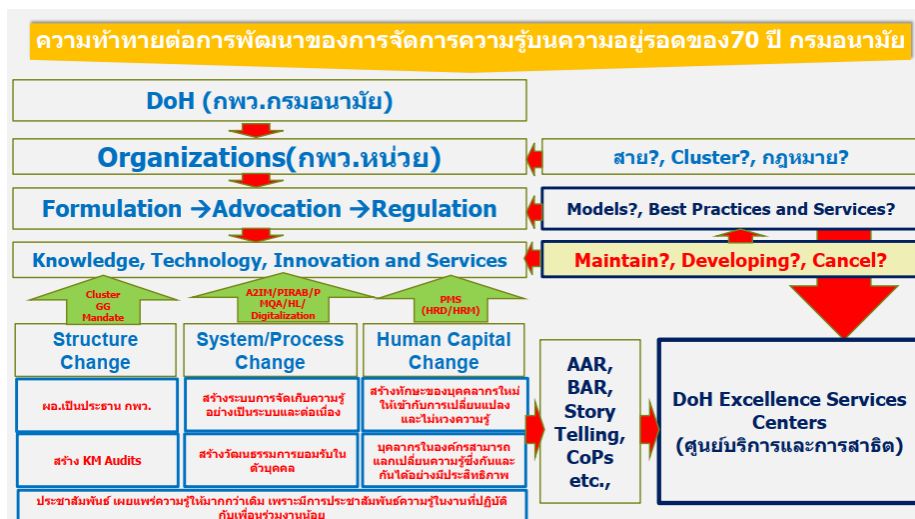 ความท้าทายต่อการพัฒนาของการจัดการความรู้บนความอยู่รอดของ70 ปี กรมอนามัย
DoH (กพว.กรมอนามัย)
Organizations(กพว.หน่วย)
สาย?, Cluster?, กฎหมาย?
Formulation →Advocation →Regulation
Models?, Best Practices and Services?
Knowledge, Technology, Innovation and Services
Maintain?, Developing?, Cancel?
Cluster
GG
Mandate
A2IM/PIRAB/P
MQA/HL/
Digitalization
PMS
(HRD/HRM)
Structure
Change
System/Process
Change
Human Capital
Change
ผอ.เป็นประธาน กพว.
สร้างระบบการจัดเก็บความรู้
อย่างเป็นระบบและต่อเนื่อง
สร้างทักษะของบุคคลากรใหม่
ให้เข้ากับการเปลี่ยนแปลง
และไม่หวงความรู้
สร้าง KM Audits
สร้างวัฒนธรรมการยอมรับใน
ตัวบุคคล
บุคลากรในองค์กรสามารถ
แลกเปลี่ยนความรู้ซึ่งกันและ
กันได้อย่างมีประสิทธิภาพ
ประชาสัมพันธ์ เผยแพร่ความรู้ให้มากกว่าเดิม เพราะมีการประชาสัมพันธ์ความรู้ในงานที่ปฏิบัติ
กับเพื่อนร่วมงานน้อย
AAR,
BAR,
Story
Telling,
CoPs
etc.,
DoH Excellence Services
Centers
(ศูนย์บริการและการสาธิต)